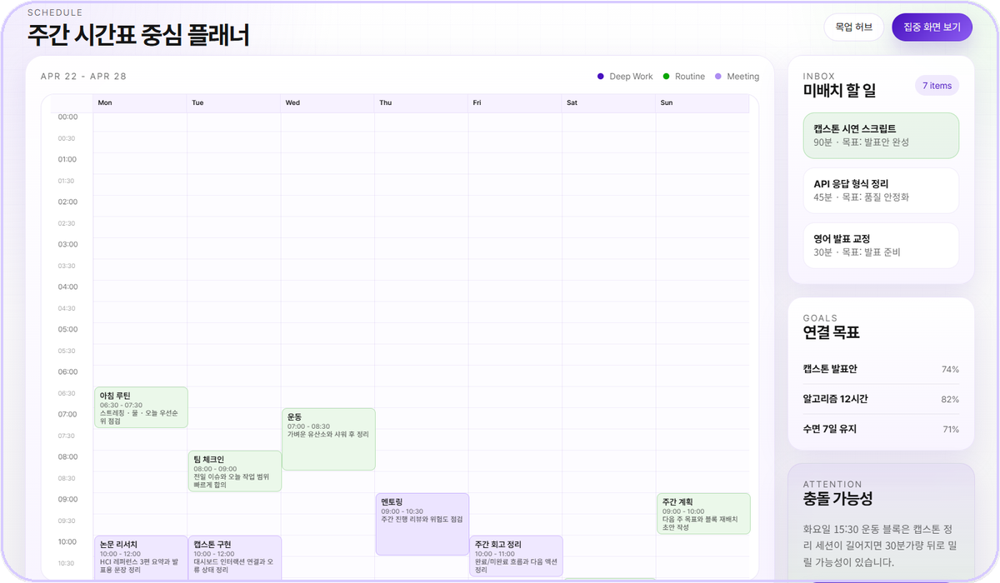 SCHEDULE
주간 시간표 중심 플래너
목업 허브
집중 화면 보기
APR 22 - APR 28
Deep Work
Routine
Meeting
Mon
Tue
Wed
Thu
Fri
Sat
Sun
00:00
00:30
01:00
01:30
02:00
02:30
03:00
03:30
04:00
04:30
05:00
05:30
06:00
06:30
07:00
07:30
08:00
08:30
09:00
09:30
10:00
10:30
아침 루틴
06:30 - 07:30
스트레칭 · 물 · 오늘 우선순
위 점검
운동
07:00 - 08:30
가벼운 유산소와 샤워 후 정리
팀 체크인
08:00 - 09:00
전일 이슈와 오늘 작업 범위
빠르게 합의
멘토링
09:00 - 10:30
주간 진행 리뷰와 위험도 점검
주간 계획
09:00 - 10:00
다음 주 목표와 블록 재배치
초안 작성
논문 리서치
10:00 - 12:00
HCI 레퍼런스 3편 요약과 발
표용 문장 정리
캡스톤 구현
10:00 - 12:00
대시보드 인터랙션 연결과 오
류 상태 정리
주간 회고 정리
10:00 - 11:00
완료/미완료 흐름과 다음 액션
정리
INBOX
미배치 할 일
7 items
캡스톤 시연 스크립트
90분 · 목표: 발표안 완성
API 응답 형식 정리
45분 · 목표: 품질 안정화
영어 발표 교정
30분 · 목표: 발표 준비
GOALS
연결 목표
캡스톤 발표안
74%
알고리즘 12시간
82%
수면 7일 유지
71%
ATTENTION
충돌 가능성
화요일 15:30 운동 블록은 캡스톤 정
리 세션이 길어지면 30분가량 뒤로 밀
릴 가능성이 있습니다.